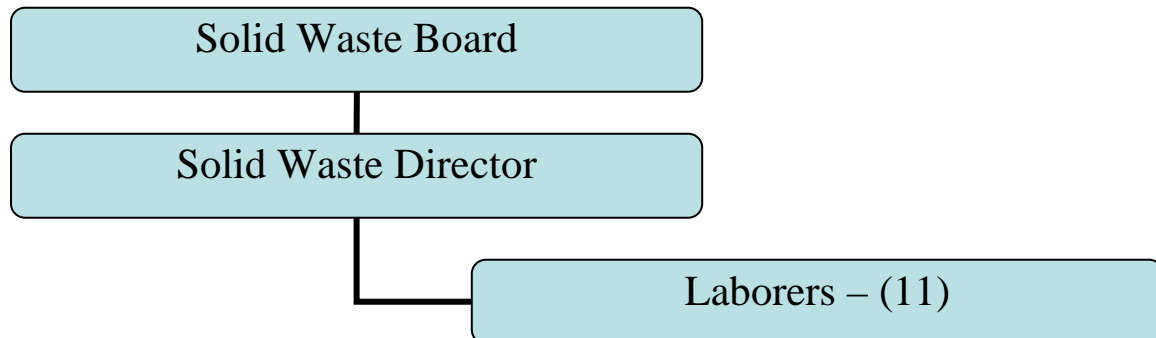 Solid Waste Board
Solid Waste Director
Laborers – (11)